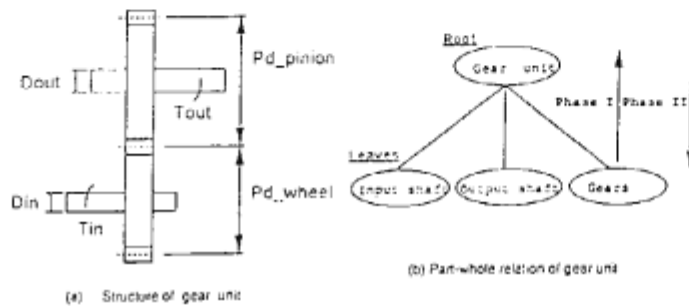 Dout
Tout
Pd_pinion
Din
Tin
Pd_wheel
(a) Structure of gear unit
Root
Gear unit
Phase I Phase II
Leaves
Input shaft
Output shaft
Gears
(b) Part-whole relation of gear unit